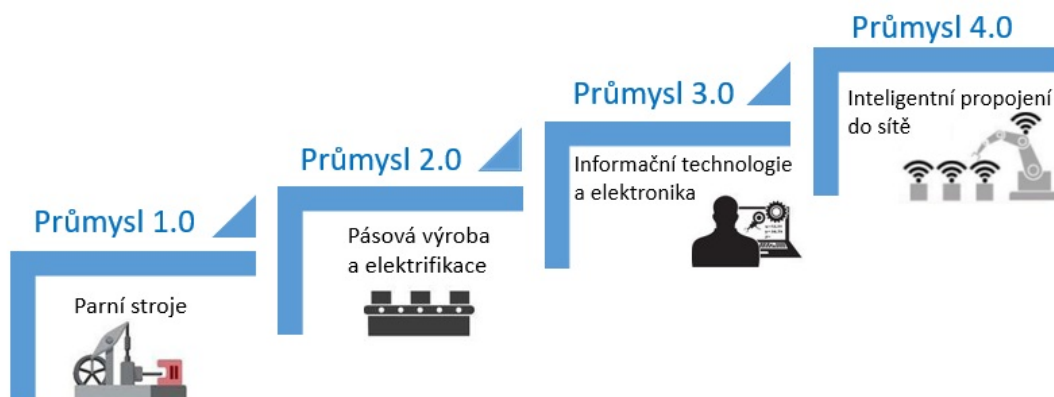 Průmysl 1.0
Parní stroje
Průmysl 2.0
Pásová výroba
a elektrifikace
Průmysl 3.0
Informační technologie
a elektronika
Průmysl 4.0
Inteligentní propojení
do sítě